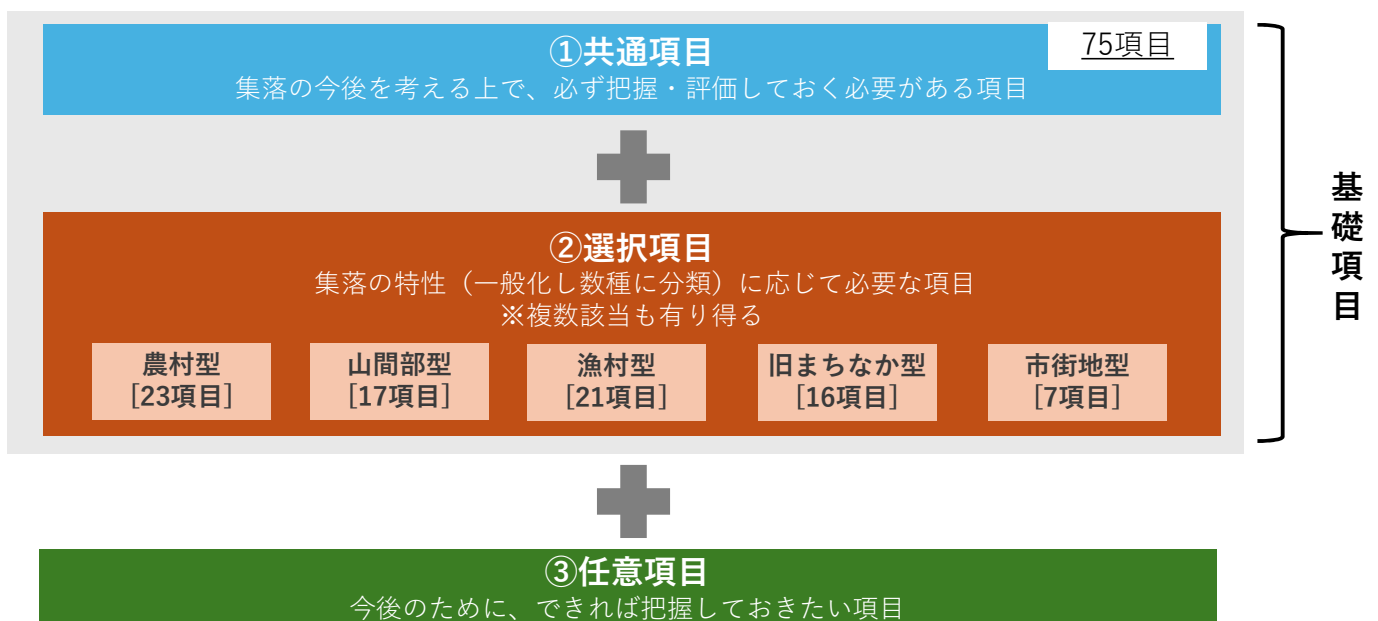 ①共通項目
75項目
集落の今後を考える上で、必ず把握・評価しておく必要がある項目
②選択項目
集落の特性（一般化し数種に分類）に応じて必要な項目
※複数該当も有り得る
農村型
[23項目]
山間部型
[17項目]
漁村型
[21項目]
旧まちなか型
[16項目]
市街地型
[7項目]
基礎項目
③任意項目
今後のために、できれば把握しておきたい項目